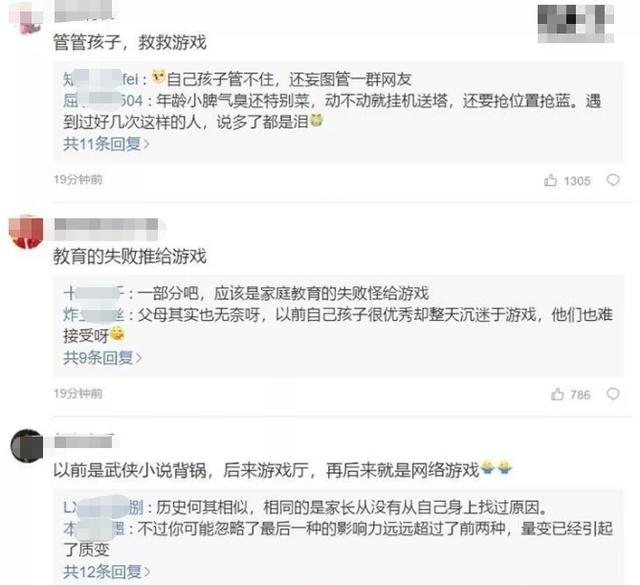 管管孩子，救救游戏
知 fei：自己孩子管不住，还妄图管一群网友
屈 604：年龄小脾气臭还特别菜，动不动就挂机送塔，还要抢位置抢蓝。遇
到过好几次这样的人，说多了都是泪
共11条回复>
19分钟前 1305
教育的失败推给游戏
十 ：一部分吧，应该是家庭教育的失败怪给游戏
炸 丝：父母其实也无奈呀，以前自己孩子很优秀却整天沉迷于游戏，他们也难
接受呀
共9条回复>
19分钟前 786
以前是武侠小说背锅，后来游戏厅，再后来就是网络游戏
LX 捌：历史何其相似，相同的是家长从没有从自己身上找过原因。
本 ：不过你可能忽略了最后一种的影响力远远超过了前两种，量变已经引起
了质变
共12条回复>